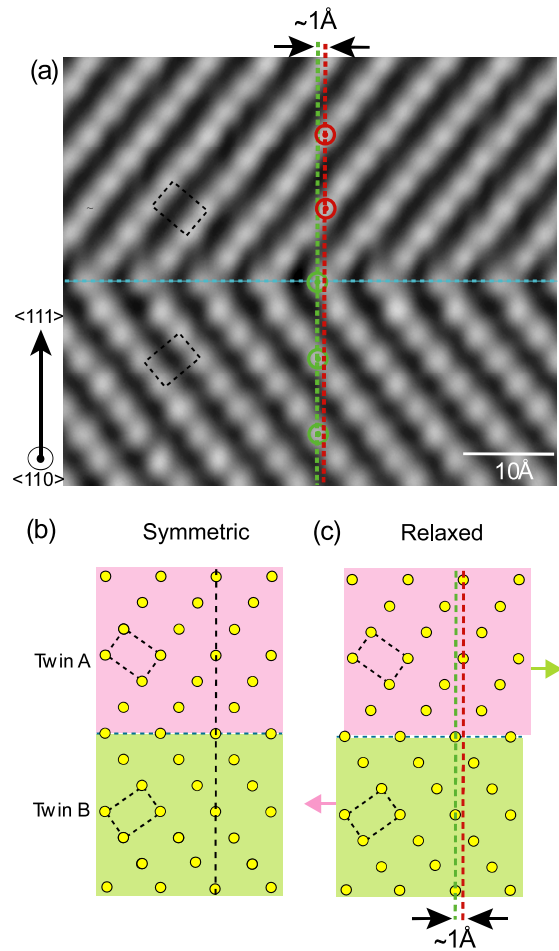 ~1Å
(a)
~
<111>
<110>
10Å
(b) Symmetric
(c) Relaxed
Twin A
Twin B
~1Å